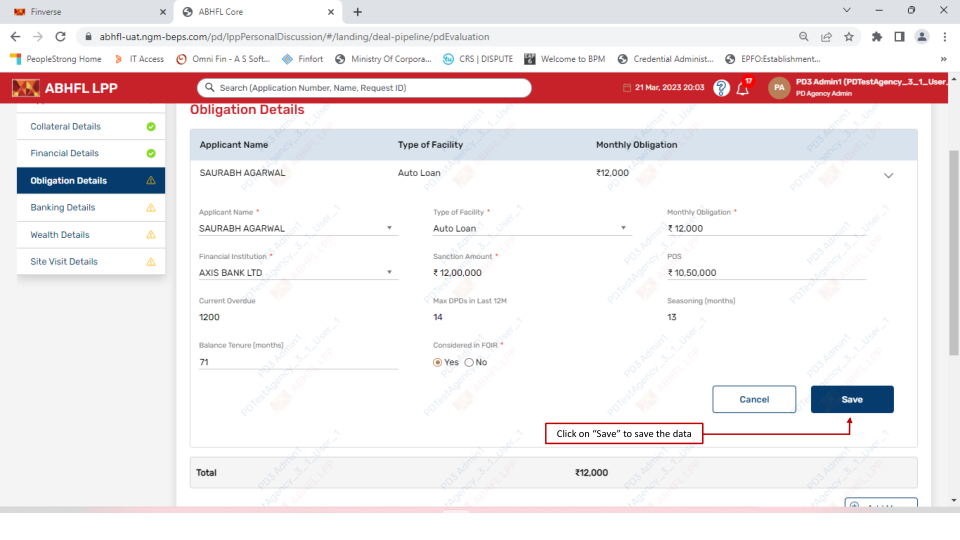 Finverse × ABHFL Core × +
abhfl-uat.ngm-beps.com/pd/lppPersonalDiscussion/#/landing/deal-pipeline/pdEvaluation
PeopleStrong Home IT Access Omni Fin - A S Soft... Finfort Ministry Of Corpora... CRS | DISPUTE Welcome to BPM Credential Administ... EPFO:Establishment... »
ABHFL LPP Search (Application Number, Name, Request ID) 21 Mar, 2023 20:03 ? 17 PA PD3 Admin1 (PDTestAgency_3_1_User_
PD Agency Admin
Obligation Details
Collateral Details
Financial Details
Obligation Details
Banking Details
Wealth Details
Site Visit Details
Applicant Name Type of Facility Monthly Obligation
SAURABH AGARWAL Auto Loan ₹12,000
Applicant Name * Type of Facility * Monthly Obligation *
SAURABH AGARWAL Auto Loan ₹ 12,000
Financial Institution * Sanction Amount * POS
AXIS BANK LTD ₹ 12,00,000 ₹ 10,50,000
Current Overdue Max DPDs in Last 12M Seasoning (months)
1200 14 13
Balance Tenure (months) Considered in FOIR *
71 Yes No
Cancel Save
Click on “Save” to save the data
Total ₹12,000